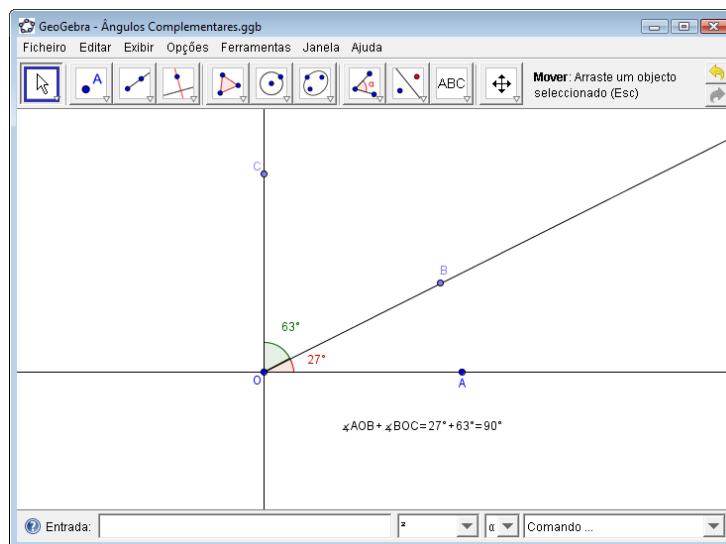 GeoGebra - Ângulos Complementares.ggb
Ficheiro Editar Exibir Opções Ferramentas Janela Ajuda
A
α
ABC
Mover: Arraste um objecto
seleccionado (Esc)
C
B
63°
27°
O
A
∡AOB+∡BOC=27°+63°=90°
Entrada:
²
α
Comando ...